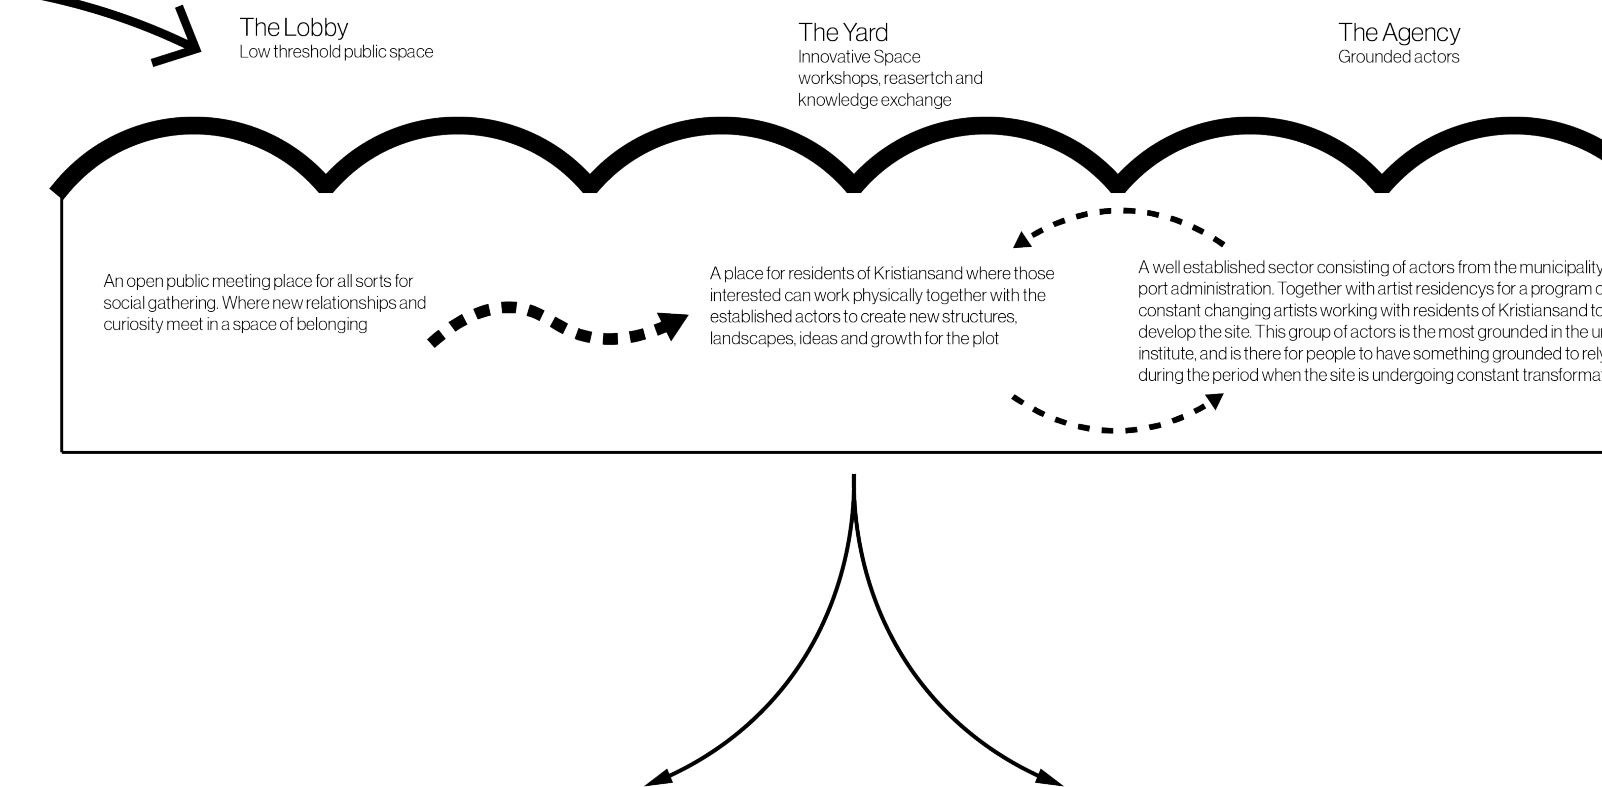 The Lobby
Low threshold public space
The Yard
Innovative Space
workshops, reasertch and
knowledge exchange
The Agency
Grounded actors
An open public meeting place for all sorts for
social gathering. Where new relationships and
curiosity meet in a space of belonging
A place for residents of Kristiansand where those
interested can work physically together with the
established actors to create new structures,
landscapes, ideas and growth for the plot
A well established sector consisting of actors from the municipality
port administration. Together with artist residencys for a program
constant changing artists working with residents of Kristiansand to
develop the site. This group of actors is the most grounded in the
institute, and is there for people to have something grounded to rely
during the period when the site is undergoing constant